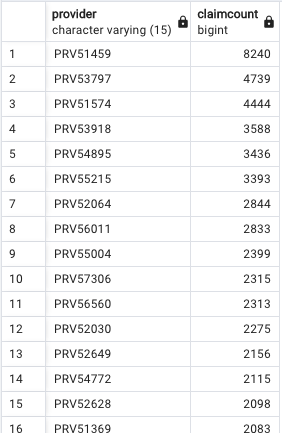 provider claimcount
character varying (15) bigint
1 PRV51459 8240
2 PRV53797 4739
3 PRV51574 4444
4 PRV53918 3588
5 PRV54895 3436
6 PRV55215 3393
7 PRV52064 2844
8 PRV56011 2833
9 PRV55004 2399
10 PRV57306 2315
11 PRV56560 2313
12 PRV52030 2275
13 PRV52649 2156
14 PRV54772 2115
15 PRV52628 2098
16 PRV51369 2083